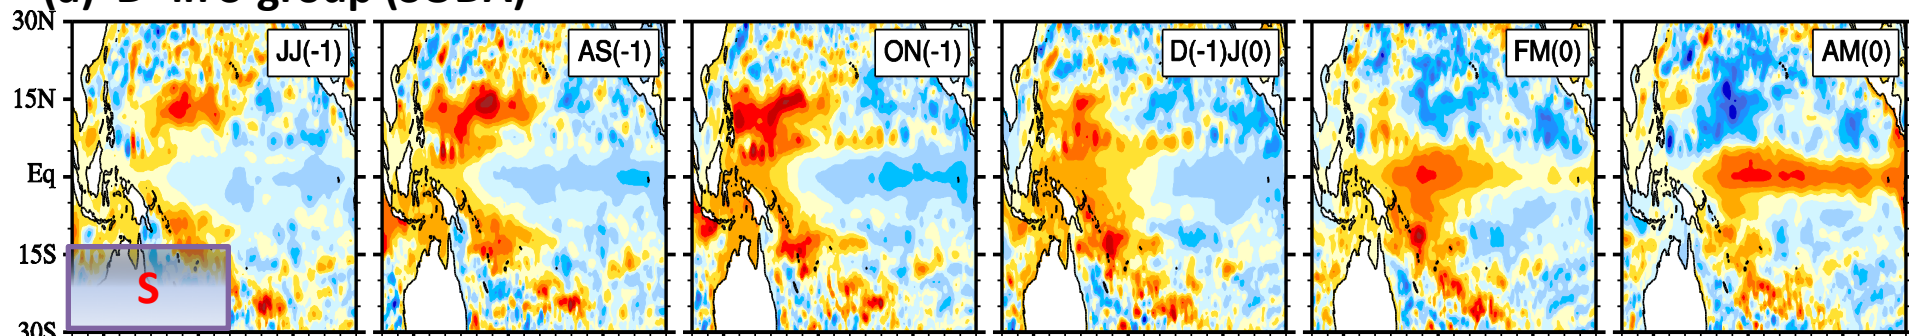 JJ(-1) AS(-1) ON(-1) D(-1)J(0) FM(0) AM(0)
30N
15N
Eq
15S
30S
S